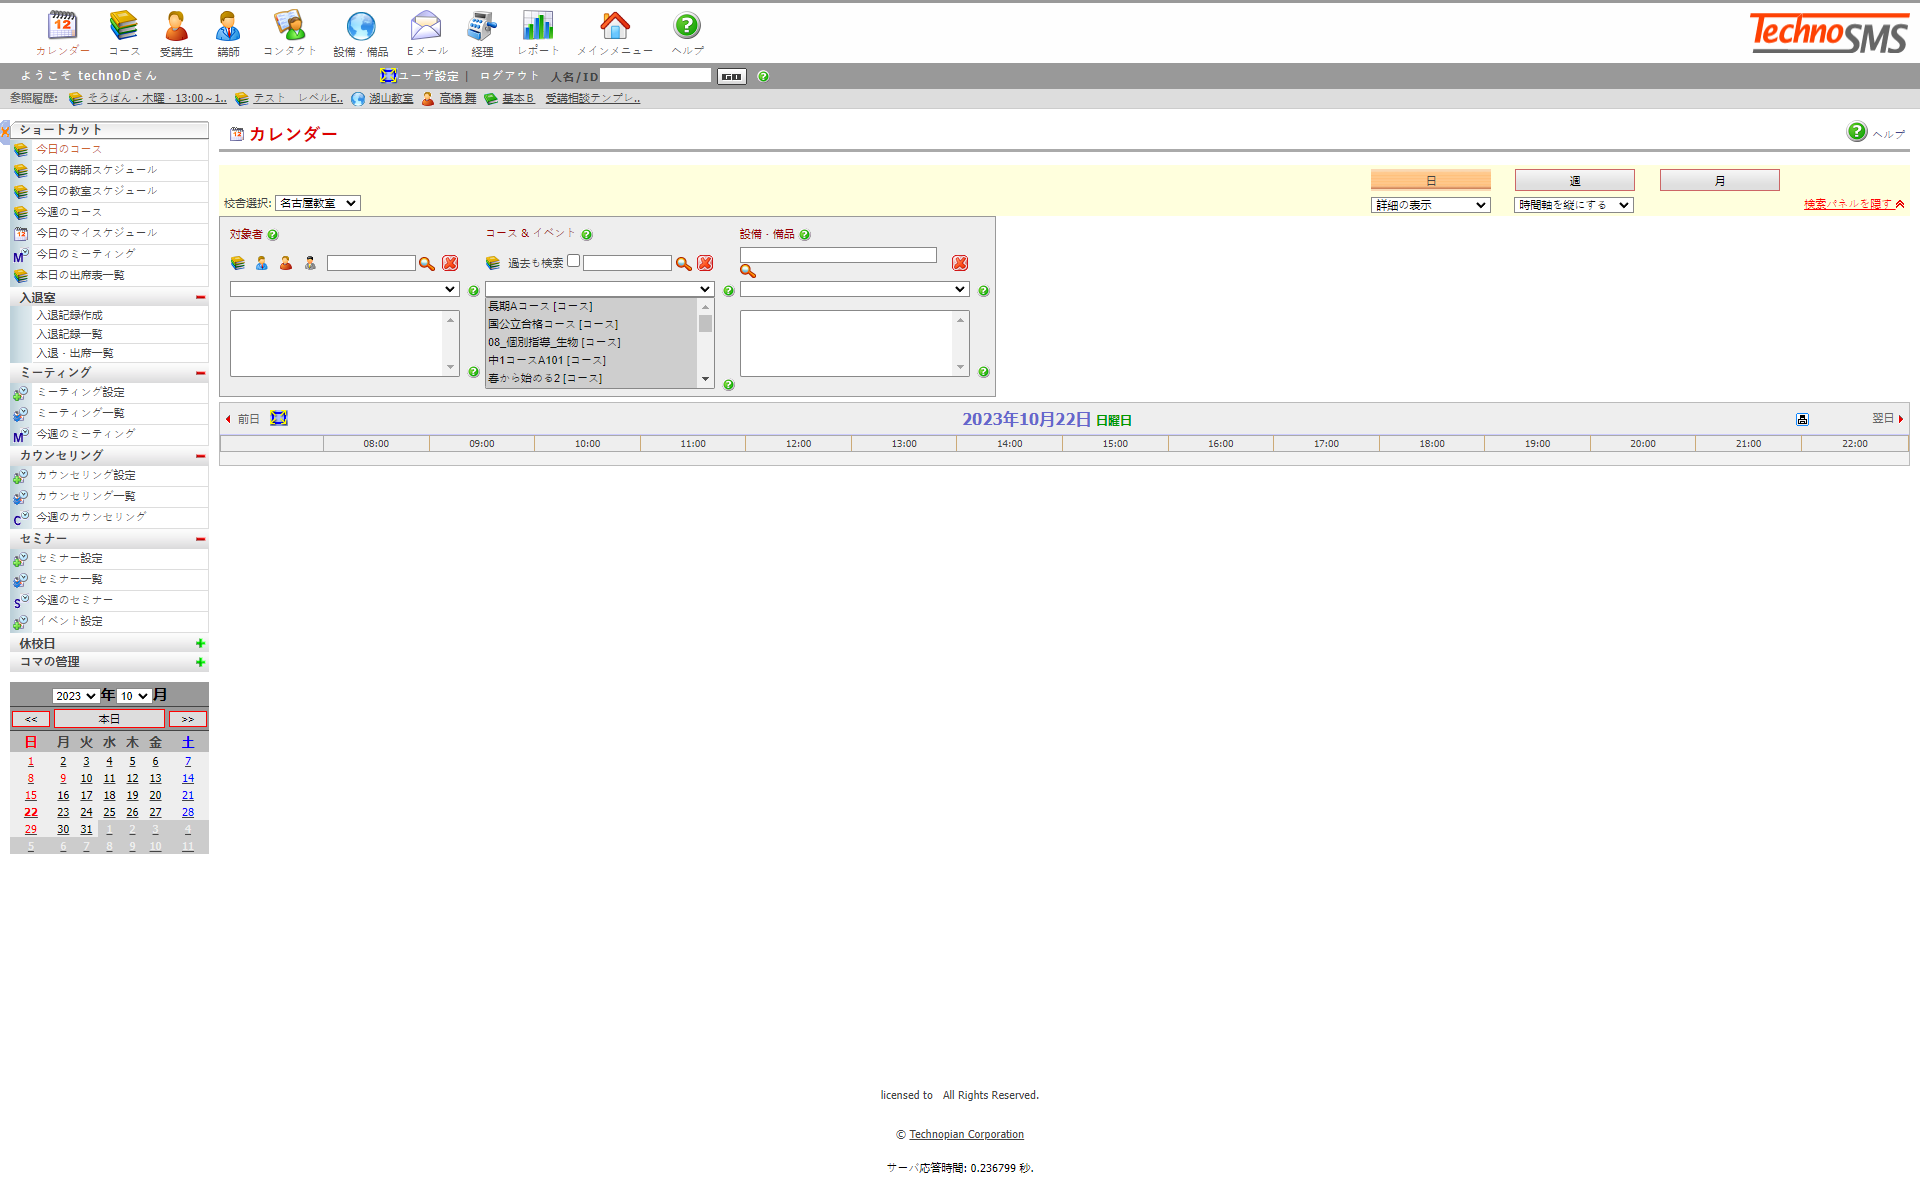 カレンダー コース 受講生 講師 コンタクト 設備・備品 Eメール 経理 レポート メインメニュー ヘルプ
TechnoSMS
ようこそ technoDさん ユーザ設定 | ログアウト 人名/ID GO
参照履歴: そろばん・木曜・13:00～1.. テスト レベルE.. 湖山教室 高橋 舞 基本B 受講相談テンプレ..
ショートカット
今日のコース
今日の講師スケジュール
今日の教室スケジュール
今週のコース
今日のマイスケジュール
今日のミーティング
本日の出席表一覧
入退室
入退記録作成
入退記録一覧
入退・出席一覧
ミーティング
ミーティング設定
ミーティング一覧
今週のミーティング
カウンセリング
カウンセリング設定
カウンセリング一覧
今週のカウンセリング
セミナー
セミナー設定
セミナー一覧
今週のセミナー
イベント設定
休校日
コマの管理
2023 年 10 月
<< 本日 >>
日 月 火 水 木 金 土
1 2 3 4 5 6 7
8 9 10 11 12 13 14
15 16 17 18 19 20 21
22 23 24 25 26 27 28
29 30 31 1 2 3 4
5 6 7 8 9 10 11
カレンダー
ヘルプ
日 週 月
校舎選択: 名古屋教室 詳細の表示 時間軸を縦にする 検索パネルを隠す
対象者 コース & イベント 設備・備品
過去も検索
長期Aコース [コース]
国公立合格コース [コース]
08_個別指導_生物 [コース]
中1コースA101 [コース]
春から始める2 [コース]
前日 2023年10月22日 日曜日 翌日
08:00 09:00 10:00 11:00 12:00 13:00 14:00 15:00 16:00 17:00 18:00 19:00 20:00 21:00 22:00
licensed to All Rights Reserved.
© Technopian Corporation
サーバ応答時間: 0.236799 秒.